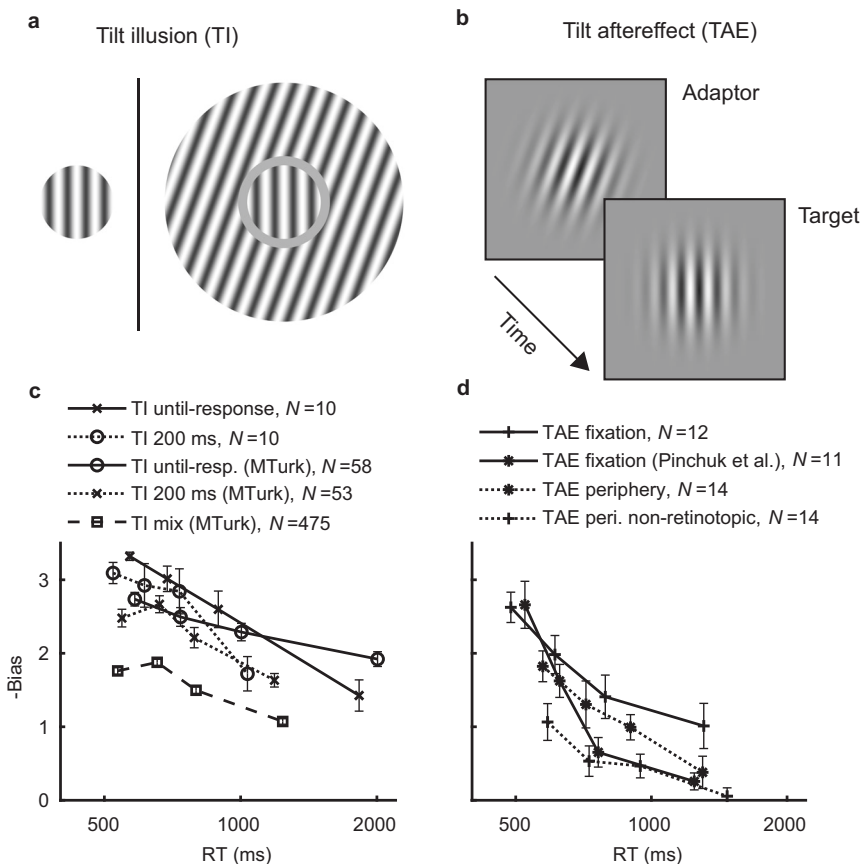 a
Tilt illusion (TI)
b
Tilt aftereffect (TAE)
Adaptor
Target
Time
c
TI until-response, N=10
TI 200 ms, N=10
TI until-resp. (MTurk), N=58
TI 200 ms (MTurk), N=53
TI mix (MTurk), N=475
-Bias
3
2
1
0
500 1000 2000
RT (ms)
d
TAE fixation, N=12
TAE fixation (Pinchuk et al.), N=11
TAE periphery, N=14
TAE peri. non-retinotopic, N=14
500 1000 2000
RT (ms)